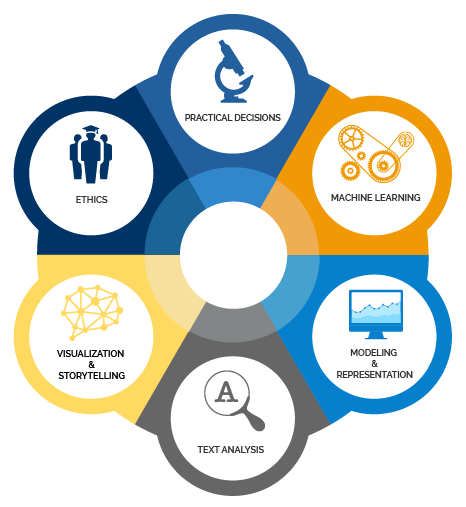 PRACTICAL DECISIONS
MACHINE LEARNING
MODELING
&
REPRESENTATION
A
TEXT ANALYSIS
VISUALIZATION
&
STORYTELLING
ETHICS